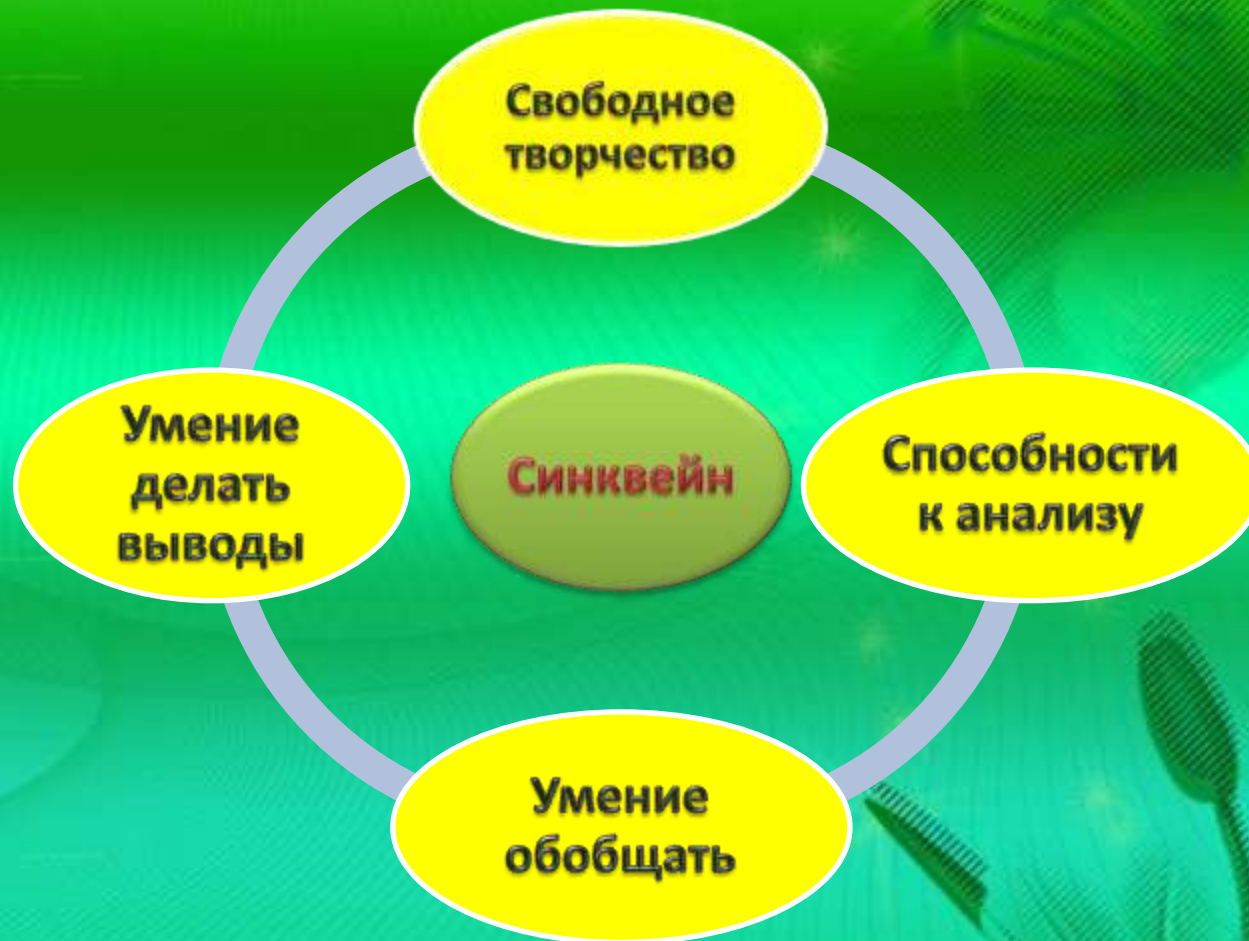 Свободное
творчество
Умение
делать
выводы
Синквейн
Способности
к анализу
Умение
обобщать